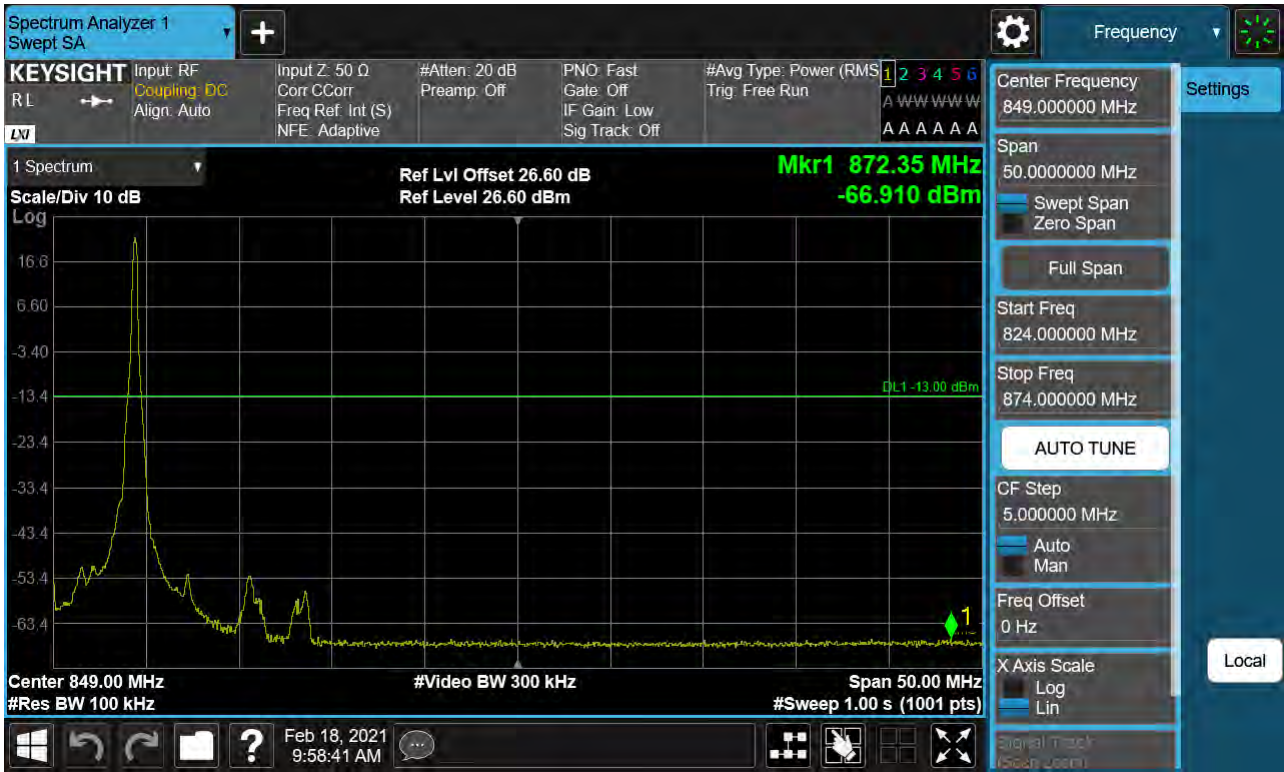 Spectrum Analyzer 1
Swept SA
+
Frequency
KEYSIGHT
Input: RF
Input Z: 50 Ω
#Atten: 20 dB
PNO: Fast
#Avg Type: Power (RMS
1 2 3 4 5 6
RL
Coupling: DC
Corr CCorr
Preamp: Off
Gate: Off
Trig: Free Run
A W W W W W
Align: Auto
Freq Ref: Int (S)
IF Gain: Low
LXI
NFE: Adaptive
Sig Track: Off
A A A A A A
1 Spectrum
Ref Lvl Offset 26.60 dB
Mkr1 872.35 MHz
Scale/Div 10 dB
Ref Level 26.60 dBm
-66.910 dBm
Log
16.6
6.60
-3.40
-13.4
DL1 -13.00 dBm
-23.4
-33.4
-43.4
-53.4
-63.4
1
Center 849.00 MHz
#Video BW 300 kHz
Span 50.00 MHz
#Res BW 100 kHz
#Sweep 1.00 s (1001 pts)
Center Frequency
849.000000 MHz
Settings
Span
50.0000000 MHz
Swept Span
Zero Span
Full Span
Start Freq
824.000000 MHz
Stop Freq
874.000000 MHz
AUTO TUNE
CF Step
5.000000 MHz
Auto
Man
Freq Offset
0 Hz
X Axis Scale
Log
Lin
Local
Signal Track
(Span Zoom)
?
Feb 18, 2021
9:58:41 AM